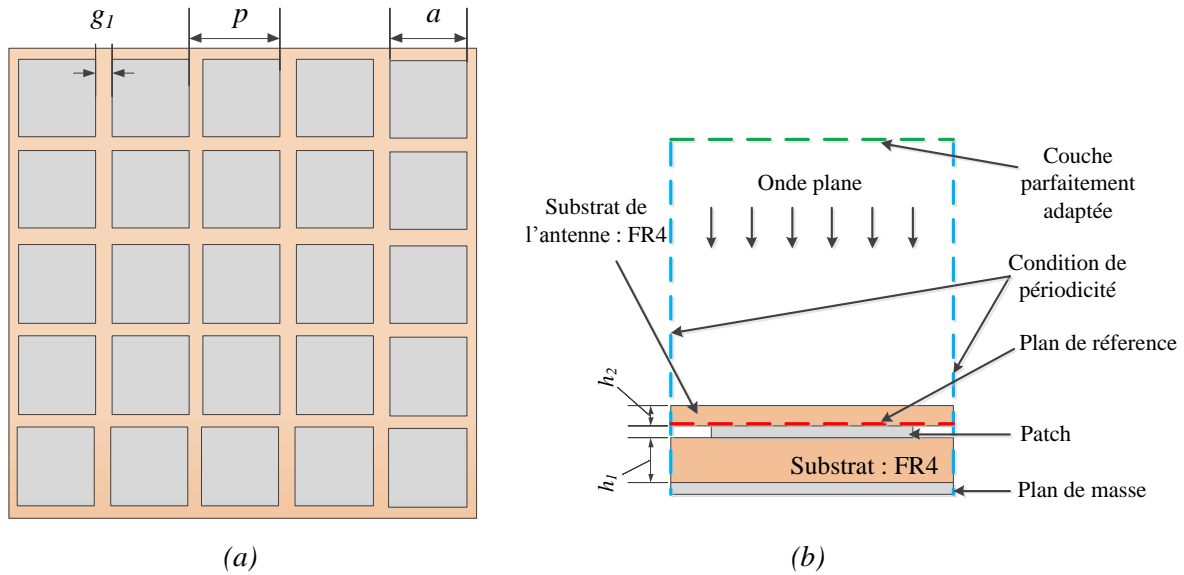 g1
p
a
(a)
Couche
parfaitement
adaptée
Onde plane
Substrat de
l'antenne : FR4
Condition de
périodicité
Plan de réference
h2
Patch
h1
Substrat : FR4
Plan de masse
(b)